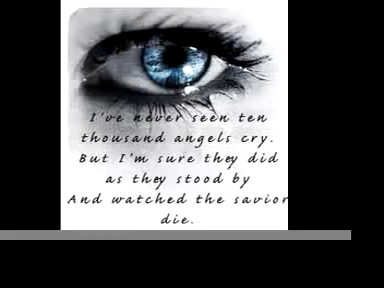 I've never seen ten
thousand angels cry.
But I'm sure they did
as they stood by
And watched the savior
die.